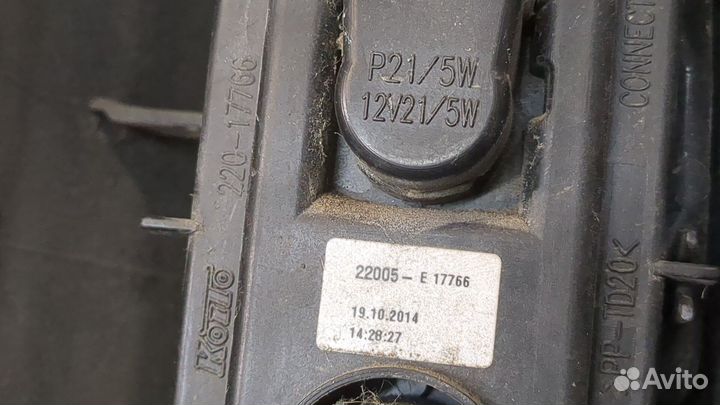 P21/5W
12V21/5W
220-17766
CONNECT
22005- E 17766
19.10.2014
14:28:27
KOITO
PP-TD20<
Avito